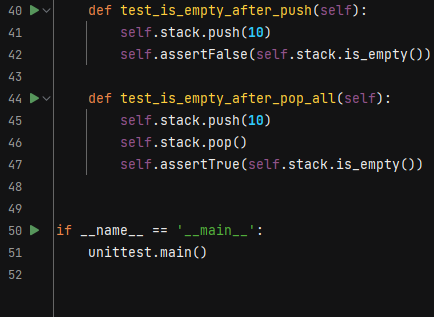 40 def test_is_empty_after_push(self):
41 self.stack.push(10)
42 self.assertFalse(self.stack.is_empty())
43
44 def test_is_empty_after_pop_all(self):
45 self.stack.push(10)
46 self.stack.pop()
47 self.assertTrue(self.stack.is_empty())
48
49
50 if __name__ == '__main__':
51 unittest.main()
52